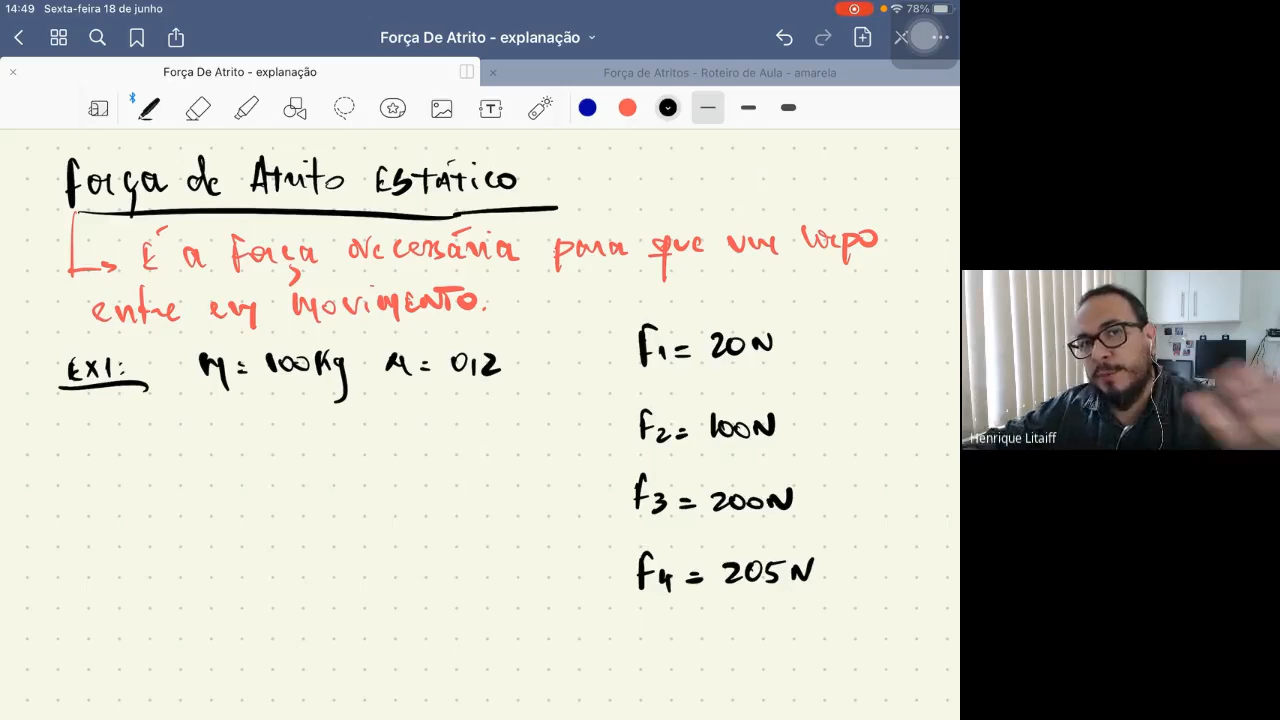 14:49 Sexta-feira 18 de junho
78%
Força De Atrito - explanação
Força De Atrito - explanação
Força de Atritos - Roteiro de Aula - amarela
Força de Atrito Estático
É a força necessária para que um corpo
entre em movimento.
EX1: m = 100Kg μ = 0,2
F1 = 20N
F2 = 100N
F3 = 200N
F4 = 205N
Henrique Litaiff